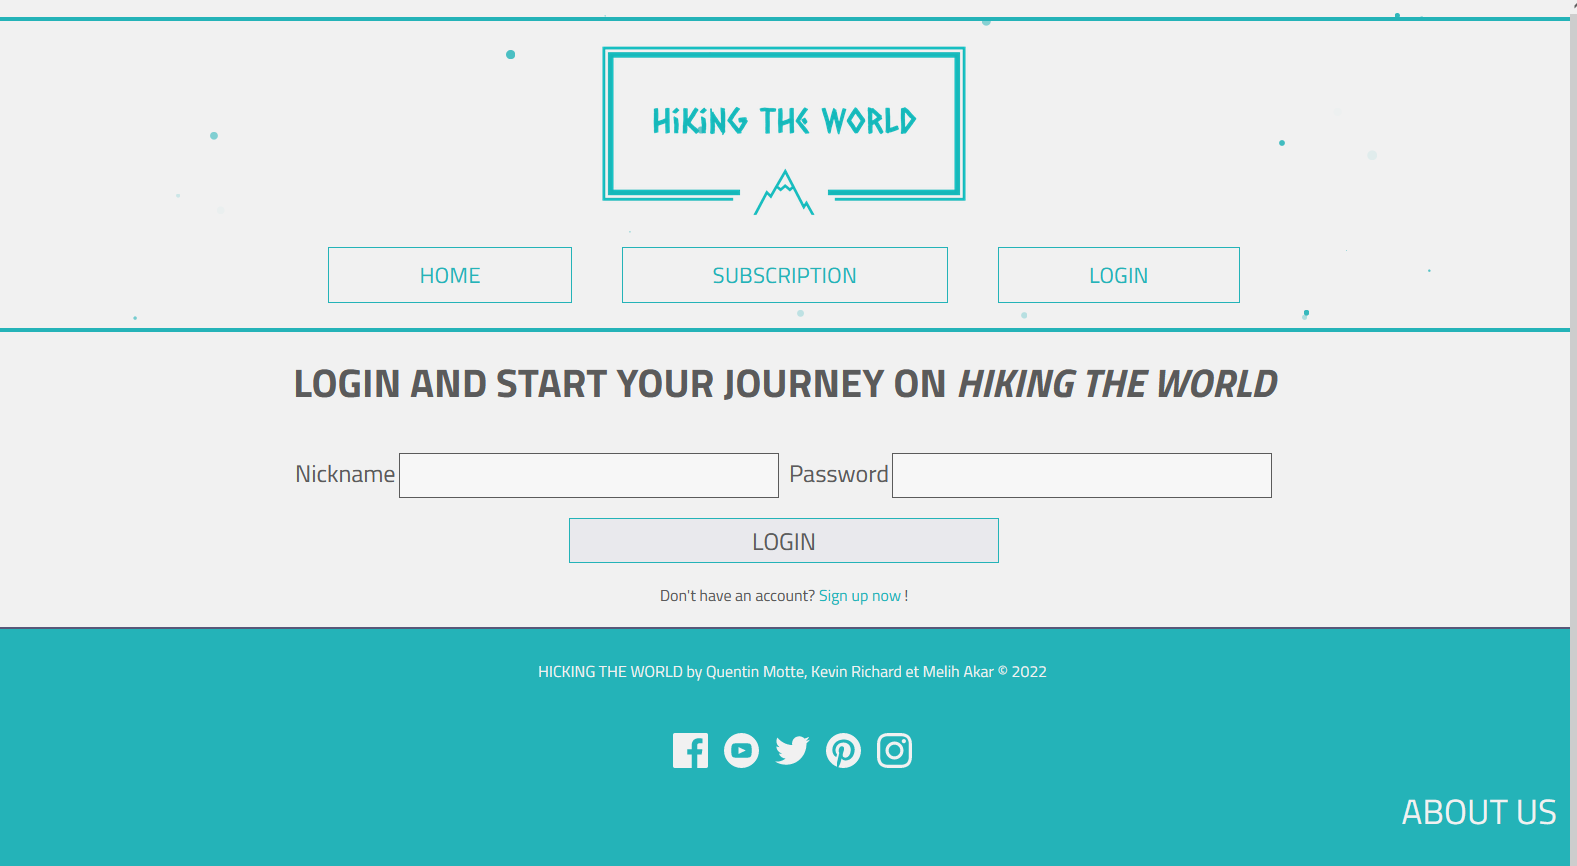 HiKiNG THE WORLD
HOME SUBSCRIPTION LOGIN
LOGIN AND START YOUR JOURNEY ON HIKING THE WORLD
Nickname Password
LOGIN
Don't have an account? Sign up now !
HICKING THE WORLD by Quentin Motte, Kevin Richard et Melih Akar © 2022
ABOUT US